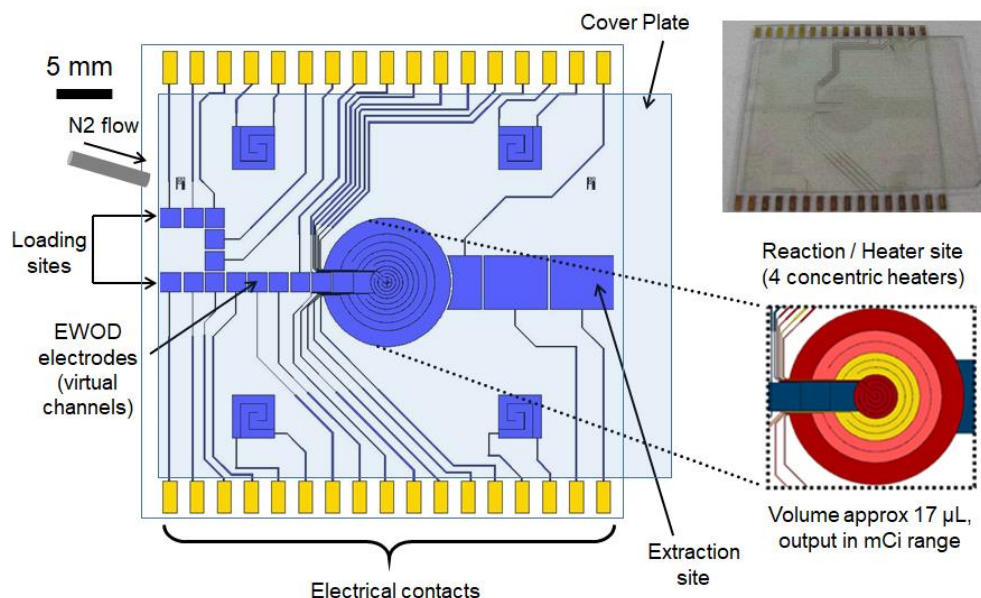 Cover Plate
5 mm
N2 flow
Loading
sites
EWOD
electrodes
(virtual
channels)
Reaction / Heater site
(4 concentric heaters)
Volume approx 17 µL,
output in mCi range
Extraction
site
Electrical contacts